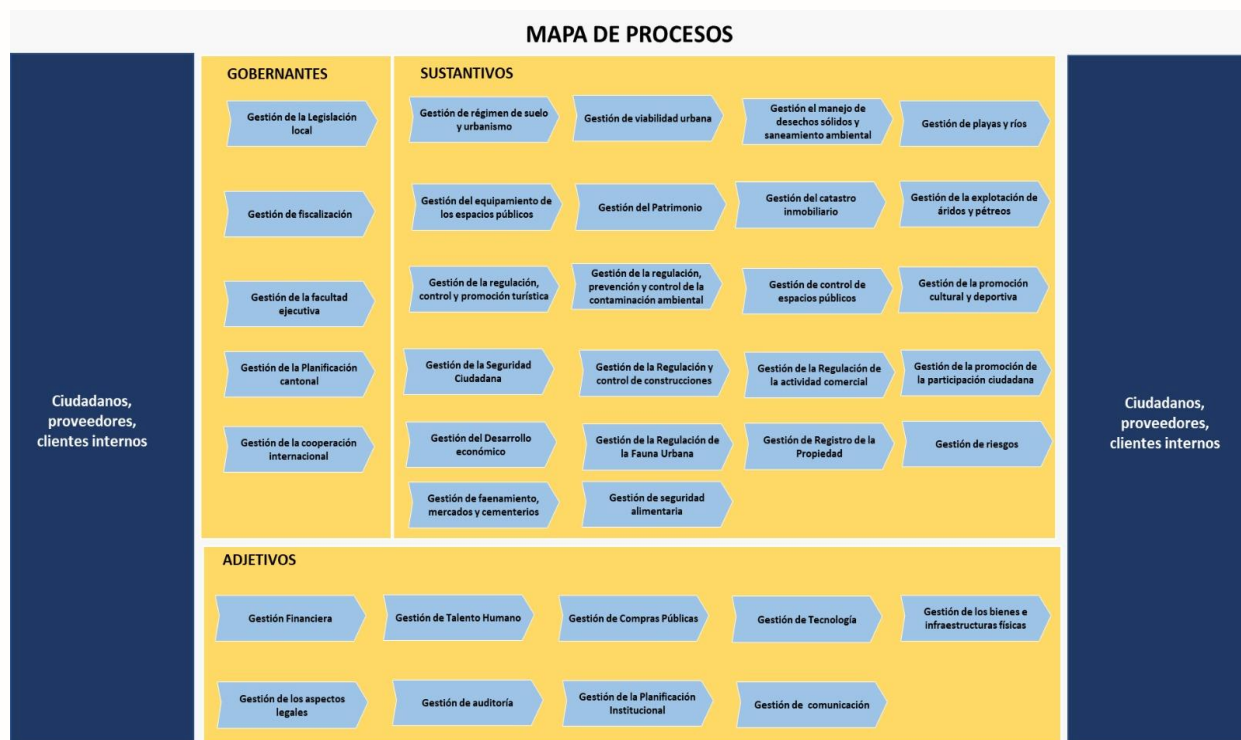 MAPA DE PROCESOS
Ciudadanos,
proveedores,
clientes internos
GOBERNANTES
Gestión de la Legislación
local
Gestión de fiscalización
Gestión de la facultad
ejecutiva
Gestión de la Planificación
cantonal
Gestión de la cooperación
internacional
SUSTANTIVOS
Gestión de régimen de suelo
y urbanismo
Gestión de viabilidad urbana
Gestión el manejo de
desechos sólidos y
saneamiento ambiental
Gestión de playas y ríos
Gestión del equipamiento de
los espacios públicos
Gestión del Patrimonio
Gestión del catastro
inmobiliario
Gestión de la explotación de
áridos y pétreos
Gestión de la regulación,
control y promoción turística
Gestión de la regulación,
prevención y control de la
contaminación ambiental
Gestión de control de
espacios públicos
Gestión de la promoción
cultural y deportiva
Gestión de la Seguridad
Ciudadana
Gestión de la Regulación y
control de construcciones
Gestión de la Regulación de
la actividad comercial
Gestión de la promoción de
la participación ciudadana
Gestión del Desarrollo
económico
Gestión de la Regulación de
la Fauna Urbana
Gestión de Registro de la
Propiedad
Gestión de riesgos
Gestión de faenamiento,
mercados y cementerios
Gestión de seguridad
alimentaria
ADJETIVOS
Gestión Financiera
Gestión de Talento Humano
Gestión de Compras Públicas
Gestión de Tecnología
Gestión de los bienes e
infraestructuras físicas
Gestión de los aspectos
legales
Gestión de auditoría
Gestión de la Planificación
Institucional
Gestión de comunicación
Ciudadanos,
proveedores,
clientes internos